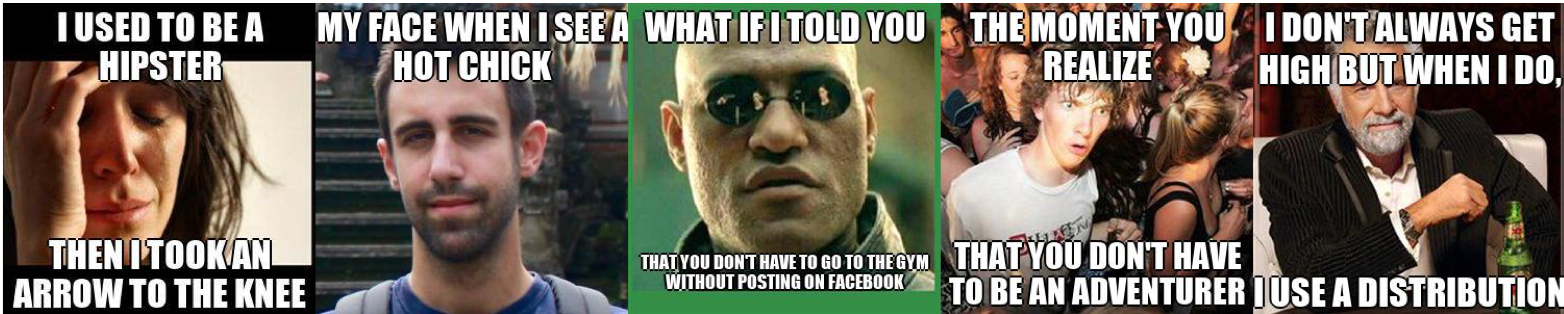 I USED TO BE A
HIPSTER
THEN I TOOK AN
ARROW TO THE KNEE
MY FACE WHEN I SEE A
HOT CHICK
WHAT IF I TOLD YOU
THAT YOU DON'T HAVE TO GO TO THE GYM
WITHOUT POSTING ON FACEBOOK
THE MOMENT YOU
REALIZE
THAT YOU DON'T HAVE
TO BE AN ADVENTURER
I DON'T ALWAYS GET
HIGH BUT WHEN I DO,
I USE A DISTRIBUTION